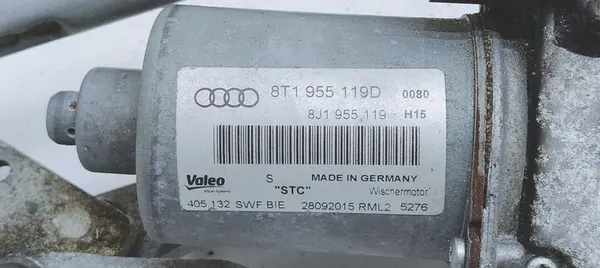 8T1 955 119D 0080
8J1 955 119 - H15
Valeo S MADE IN GERMANY
"STC" Wischermotor
405.132 SWF BIE 28092015 RML2 5276